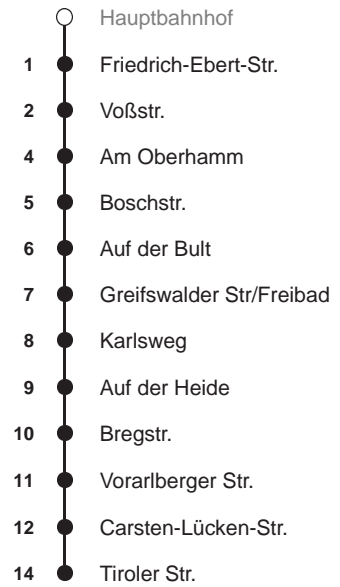 Hauptbahnhof
1 Friedrich-Ebert-Str.
2 Voßstr.
4 Am Oberhamm
5 Boschstr.
6 Auf der Bult
7 Greifswalder Str/Freibad
8 Karlsweg
9 Auf der Heide
10 Bregstr.
11 Vorarlberger Str.
12 Carsten-Lücken-Str.
14 Tiroler Str.